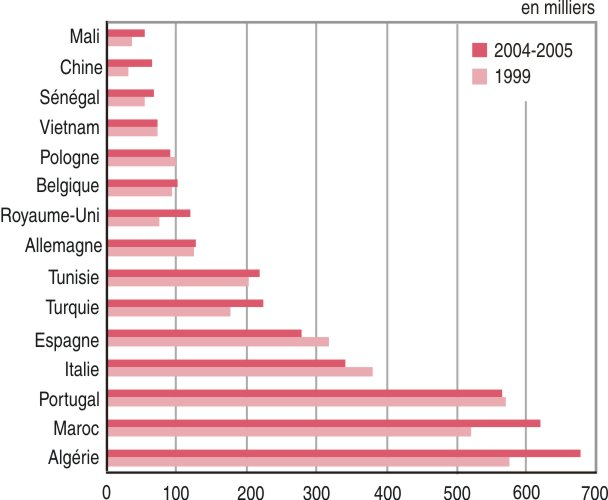 en milliers
2004-2005
1999
Mali
Chine
Sénégal
Vietnam
Pologne
Belgique
Royaume-Uni
Allemagne
Tunisie
Turquie
Espagne
Italie
Portugal
Maroc
Algérie
0 100 200 300 400 500 600 700